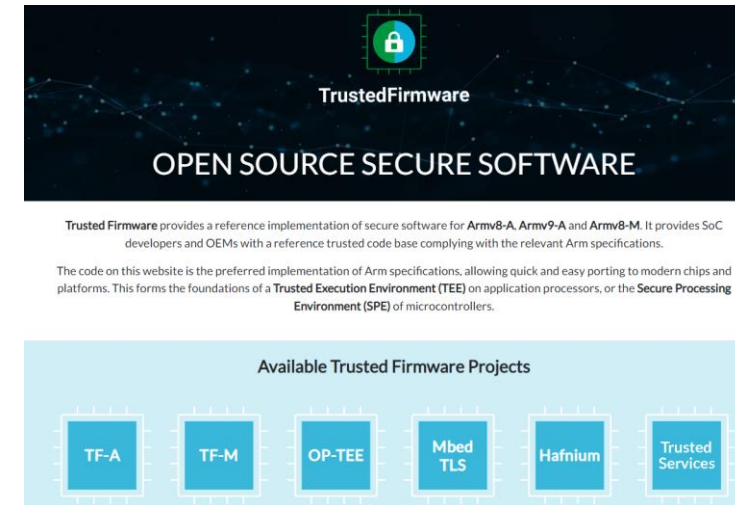 TrustedFirmware
OPEN SOURCE SECURE SOFTWARE
Trusted Firmware provides a reference implementation of secure software for Armv8-A, Armv9-A and Armv8-M. It provides SoC
developers and OEMs with a reference trusted code base complying with the relevant Arm specifications.
The code on this website is the preferred implementation of Arm specifications, allowing quick and easy porting to modern chips and
platforms. This forms the foundations of a Trusted Execution Environment (TEE) on application processors, or the Secure Processing
Environment (SPE) of microcontrollers.
Available Trusted Firmware Projects
TF-A
TF-M
OP-TEE
Mbed
TLS
Hafnium
Trusted
Services